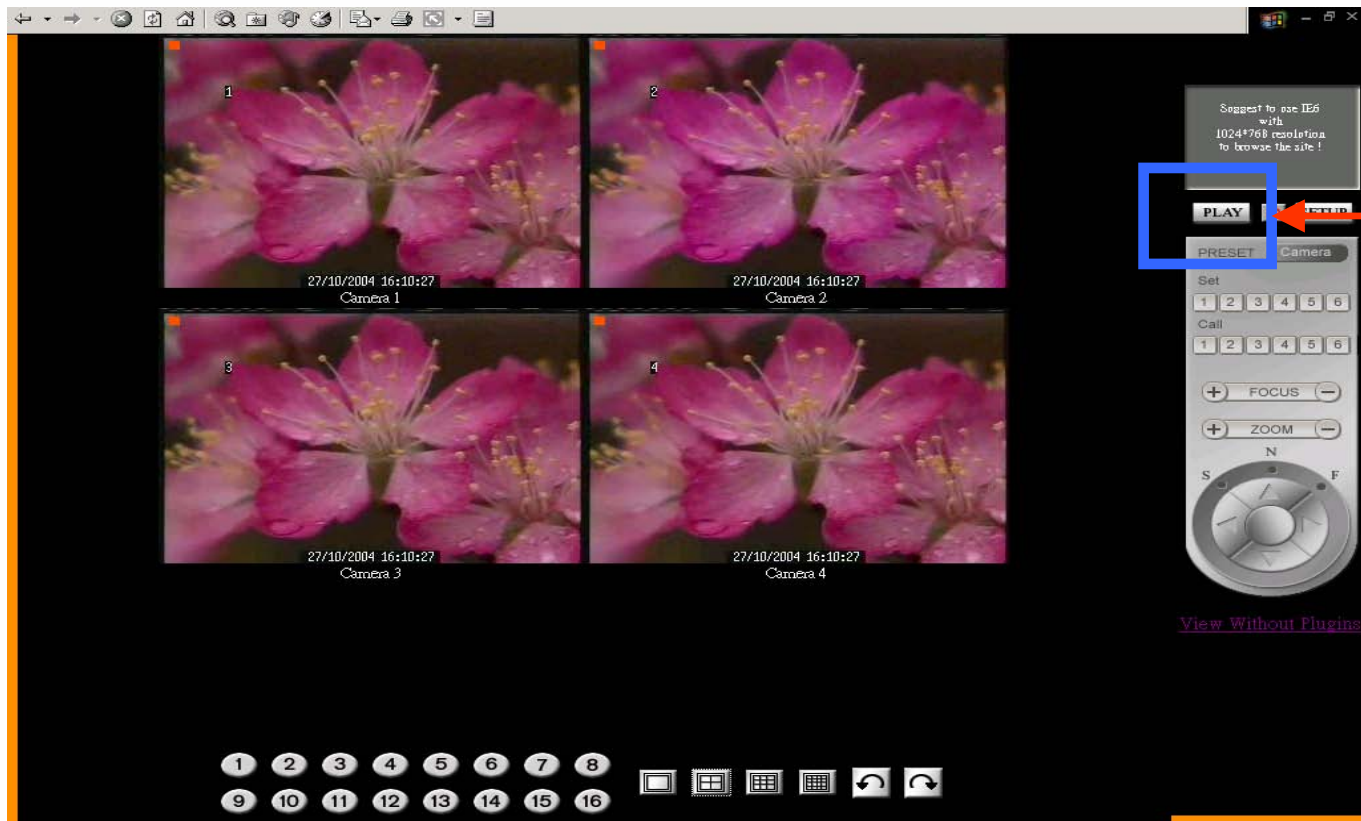 1
2
27/10/2004 16:10:27
27/10/2004 16:10:27
Camera 1
Camera 2
3
4
27/10/2004 16:10:27
27/10/2004 16:10:27
Camera 3
Camera 4
Suggest to use IE6
with
1024*768 resolution
to browse the site !
PLAY
SETUP
PRESET Camera
Set
1 2 3 4 5 6
Call
1 2 3 4 5 6
+ FOCUS −
+ ZOOM −
N
S F
View Without Plugins
1 2 3 4 5 6 7 8
9 10 11 12 13 14 15 16